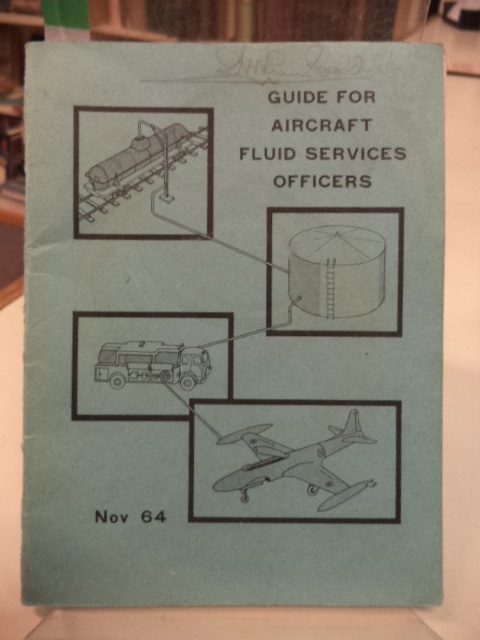 GUIDE FOR
AIRCRAFT
FLUID SERVICES
OFFICERS
Nov 64